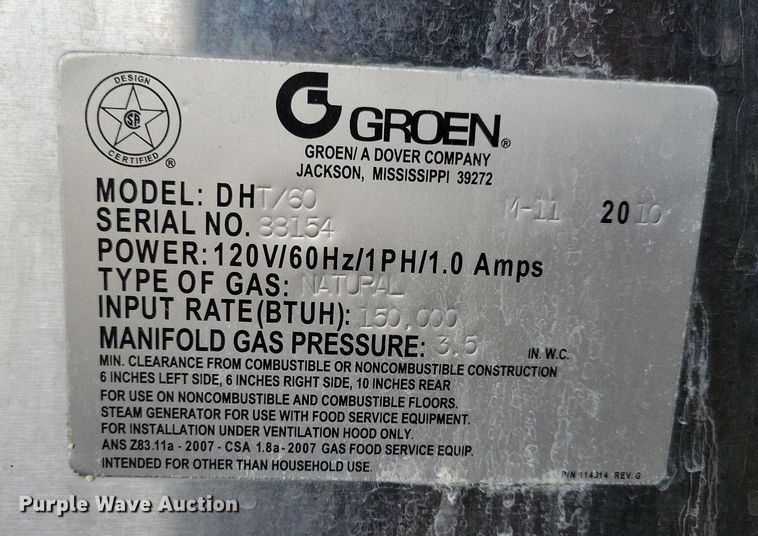 DESIGN
SA
CERTIFIED ®
G GROEN®
GROEN/ A DOVER COMPANY
JACKSON, MISSISSIPPI 39272
MODEL: DHT/60 M-11 2010
SERIAL NO. 83154
POWER: 120V/60Hz/1PH/1.0 Amps
TYPE OF GAS: NATURAL
INPUT RATE(BTUH): 150,000
MANIFOLD GAS PRESSURE: 3.5 IN. W.C.
MIN. CLEARANCE FROM COMBUSTIBLE OR NONCOMBUSTIBLE CONSTRUCTION
6 INCHES LEFT SIDE, 6 INCHES RIGHT SIDE, 10 INCHES REAR
FOR USE ON NONCOMBUSTIBLE AND COMBUSTIBLE FLOORS.
STEAM GENERATOR FOR USE WITH FOOD SERVICE EQUIPMENT.
FOR INSTALLATION UNDER VENTILATION HOOD ONLY.
ANS Z83.11a - 2007 - CSA 1.8a- 2007 GAS FOOD SERVICE EQUIP.
INTENDED FOR OTHER THAN HOUSEHOLD USE.
P/N 114314 REV. G
Purple Wave Auction